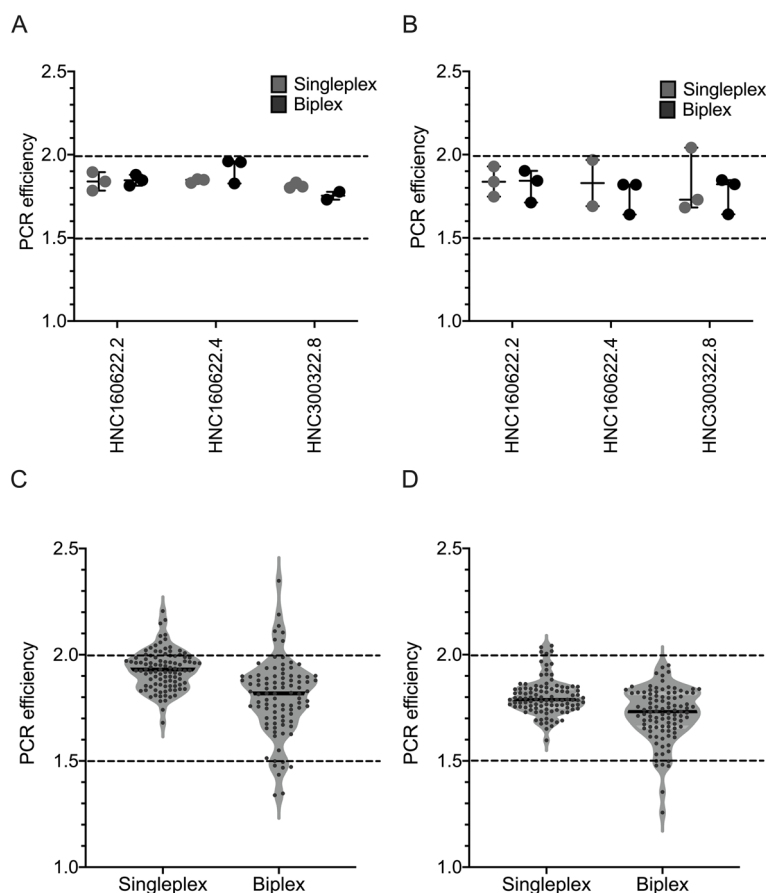 A
B
2.5
2.0
1.5
1.0
PCR efficiency
Singleplex
Biplex
HNC160622.2
HNC160622.4
HNC300322.8
2.5
2.0
1.5
1.0
PCR efficiency
Singleplex
Biplex
HNC160622.2
HNC160622.4
HNC300322.8
C
D
2.5
2.0
1.5
1.0
PCR efficiency
Singleplex
Biplex
2.5
2.0
1.5
1.0
PCR efficiency
Singleplex
Biplex